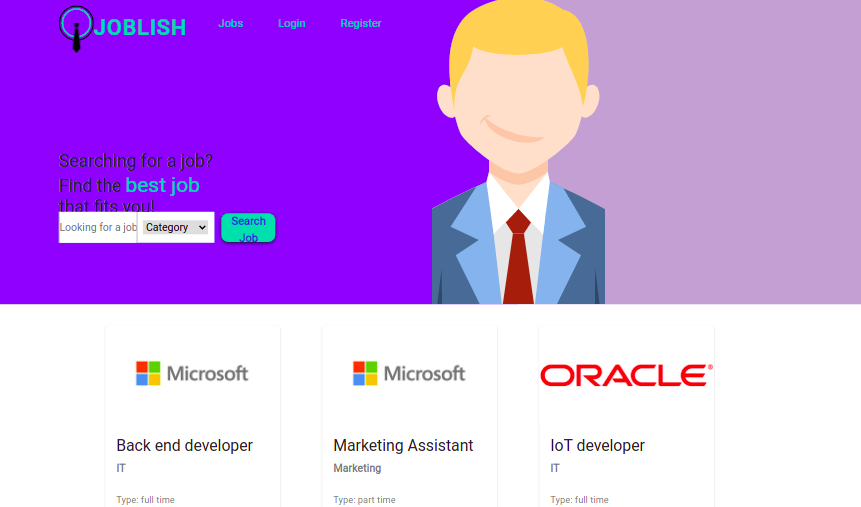 JOBLISH
Jobs
Login
Register
Searching for a job?
Find the best job
that fits you!
Looking for a job
Category
Search
Job
Microsoft
Microsoft
ORACLE®
Back end developer
Marketing Assistant
IoT developer
IT
Marketing
IT
Type: full time
Type: part time
Type: full time